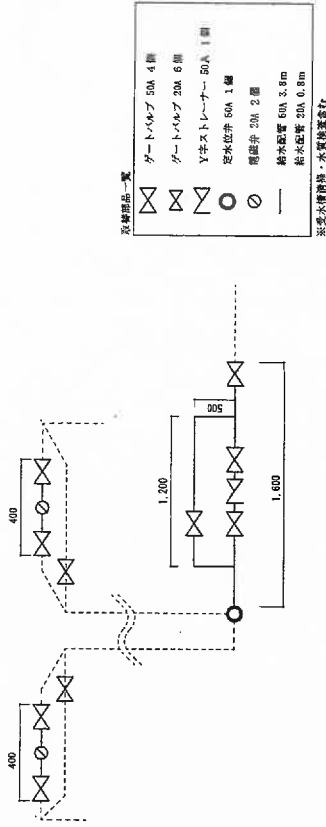 取替部品一覧
ゲートバルブ 50A 4個
ゲートバルブ 20A 6個
Y字ストレーナー 50A 1個
定水位弁 50A 1個
電磁弁 20A 2個
給水配管 50A 3.8m
給水配管 20A 0.8m
※受水槽清掃・水質検査含む
400
400
1,200
500
1,600